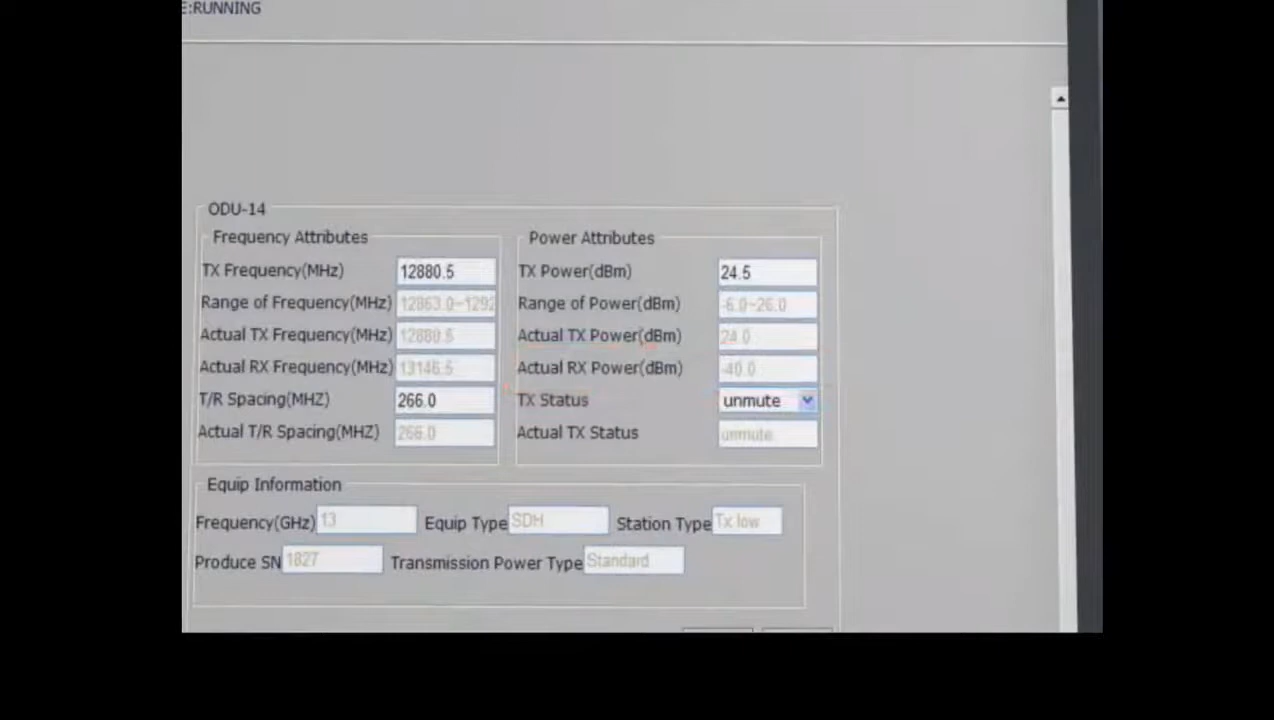 E:RUNNING
ODU-14
Frequency Attributes
TX Frequency(MHz) 12880.5
Range of Frequency(MHz) 12863.0~1292
Actual TX Frequency(MHz) 12880.5
Actual RX Frequency(MHz) 13146.5
T/R Spacing(MHZ) 266.0
Actual T/R Spacing(MHZ) 266.0
Power Attributes
TX Power(dBm) 24.5
Range of Power(dBm) -6.0~26.0
Actual TX Power(dBm) 24.0
Actual RX Power(dBm) -40.0
TX Status unmute
Actual TX Status unmute
Equip Information
Frequency(GHz) 13 Equip Type SDH Station Type Tx low
Produce SN 1827 Transmission Power Type Standard